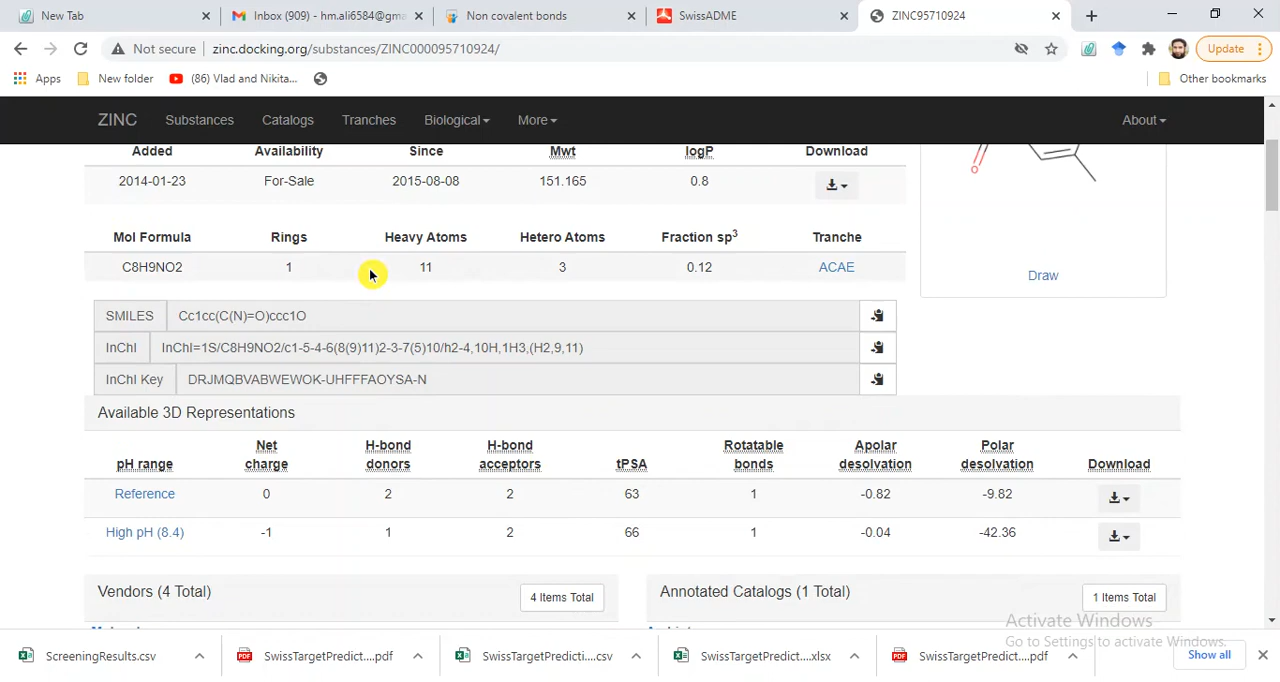 New Tab
Inbox (909) - hm.ali6584@gma
Non covalent bonds
SwissADME
ZINC95710924
Not secure
zinc.docking.org/substances/ZINC000095710924/
Update
Apps
New folder
(86) Vlad and Nikita...
Other bookmarks
ZINC
Substances
Catalogs
Tranches
Biological
More
About
Added Availability Since Mwt logP Download
2014-01-23 For-Sale 2015-08-08 151.165 0.8
Mol Formula Rings Heavy Atoms Hetero Atoms Fraction sp3 Tranche
C8H9NO2 1 11 3 0.12 ACAE
O
Draw
SMILES Cc1cc(C(N)=O)ccc1O
InChI InChI=1S/C8H9NO2/c1-5-4-6(8(9)11)2-3-7(5)10/h2-4,10H,1H3,(H2,9,11)
InChI Key DRJMQBVABWEWOK-UHFFFAOYSA-N
Available 3D Representations
pH range Net charge H-bond donors H-bond acceptors tPSA Rotatable bonds Apolar desolvation Polar desolvation Download
Reference 0 2 2 63 1 -0.82 -9.82
High pH (8.4) -1 1 2 66 1 -0.04 -42.36
Vendors (4 Total)
4 Items Total
Annotated Catalogs (1 Total)
1 Items Total
Activate Windows
Go to Settings to activate Windows.
ScreeningResults.csv
SwissTargetPredict....pdf
SwissTargetPredicti....csv
SwissTargetPredict....xlsx
SwissTargetPredict....pdf
Show all